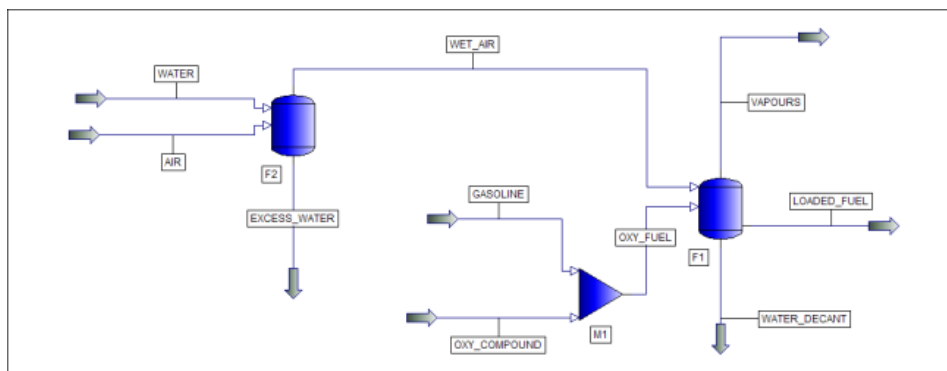 WET_AIR
WATER
VAPOURS
AIR
F2
GASOLINE
LOADED_FUEL
EXCESS_WATER
OXY_FUEL
F1
WATER_DECANT
M1
OXY_COMPOUND